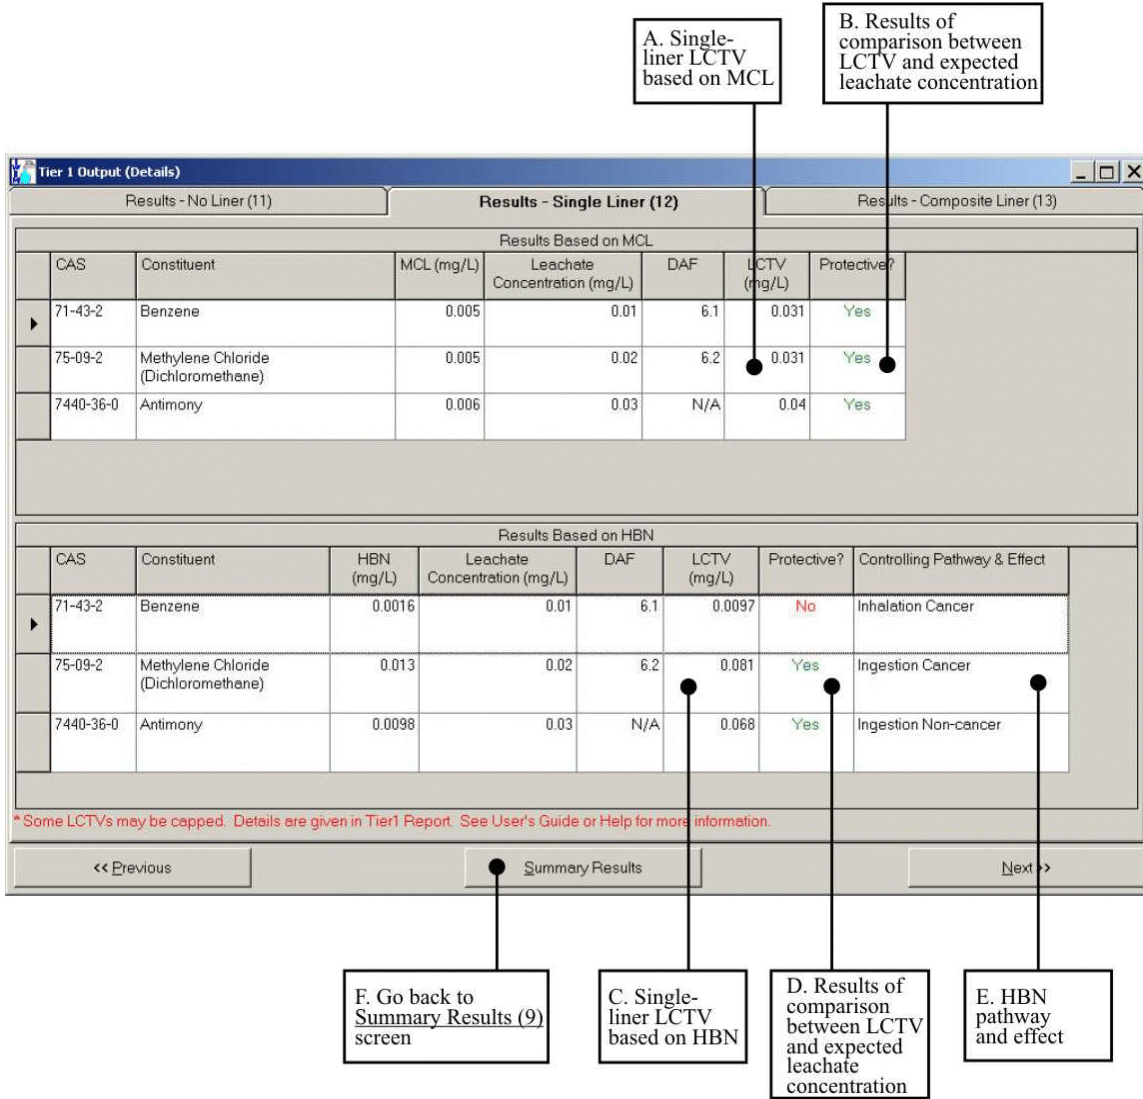 A. Single-
liner LCTV
based on MCL
B. Results of
comparison between
LCTV and expected
leachate concentration
Tier 1 Output (Details)
Results - No Liner (11)
Results - Single Liner (12)
Results - Composite Liner (13)
Results Based on MCL
CAS Constituent MCL (mg/L) Leachate Concentration (mg/L) DAF LCTV (mg/L) Protective?
71-43-2 Benzene 0.005 0.01 6.1 0.031 Yes
75-09-2 Methylene Chloride (Dichloromethane) 0.005 0.02 6.2 0.031 Yes
7440-36-0 Antimony 0.006 0.03 N/A 0.04 Yes
Results Based on HBN
CAS Constituent HBN (mg/L) Leachate Concentration (mg/L) DAF LCTV (mg/L) Protective? Controlling Pathway & Effect
71-43-2 Benzene 0.0016 0.01 6.1 0.0097 No Inhalation Cancer
75-09-2 Methylene Chloride (Dichloromethane) 0.013 0.02 6.2 0.081 Yes Ingestion Cancer
7440-36-0 Antimony 0.0098 0.03 N/A 0.068 Yes Ingestion Non-cancer
* Some LCTVs may be capped. Details are given in Tier1 Report. See User's Guide or Help for more information.
<< Previous
Summary Results
Next >>
F. Go back to
Summary Results (9)
screen
C. Single-
liner LCTV
based on HBN
D. Results of
comparison
between LCTV
and expected
leachate
concentration
E. HBN
pathway
and effect